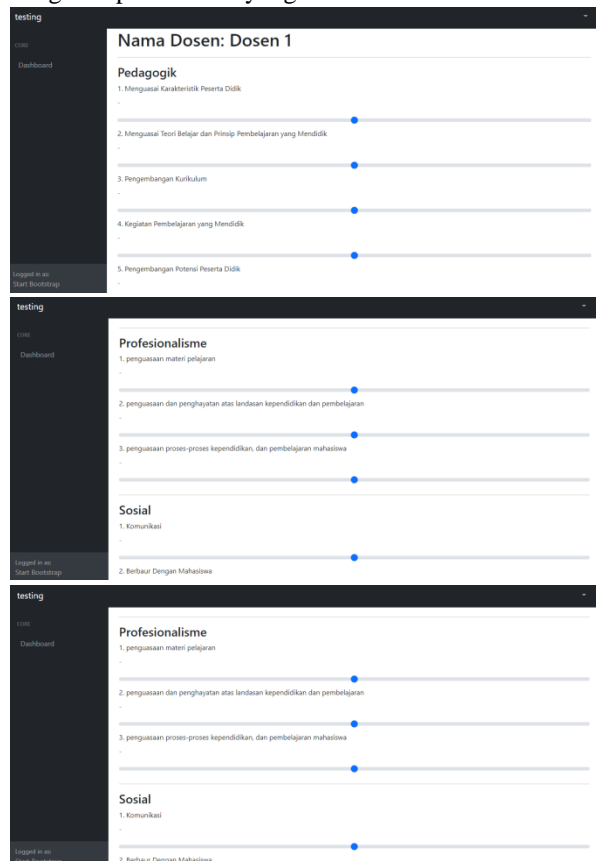 testing
CORE
Dashboard
Nama Dosen: Dosen 1
Pedagogik
1. Menguasai Karakteristik Peserta Didik
-
2. Menguasai Teori Belajar dan Prinsip Pembelajaran yang Mendidik
-
3. Pengembangan Kurikulum
-
4. Kegiatan Pembelajaran yang Mendidik
-
5. Pengembangan Potensi Peserta Didik
-
Logged in as:
Start Bootstrap
testing
CORE
Dashboard
Profesionalisme
1. penguasaan materi pelajaran
-
2. penguasaan dan penghayatan atas landasan kependidikan dan pembelajaran
-
3. penguasaan proses-proses kependidikan, dan pembelajaran mahasiswa
-
Sosial
1. Komunikasi
-
2. Berbaur Dengan Mahasiswa
Logged in as:
Start Bootstrap
testing
CORE
Dashboard
Profesionalisme
1. penguasaan materi pelajaran
-
2. penguasaan dan penghayatan atas landasan kependidikan dan pembelajaran
-
3. penguasaan proses-proses kependidikan, dan pembelajaran mahasiswa
-
Sosial
1. Komunikasi
-
2. Berbaur Dengan Mahasiswa
Logged in as:
Start Bootstrap